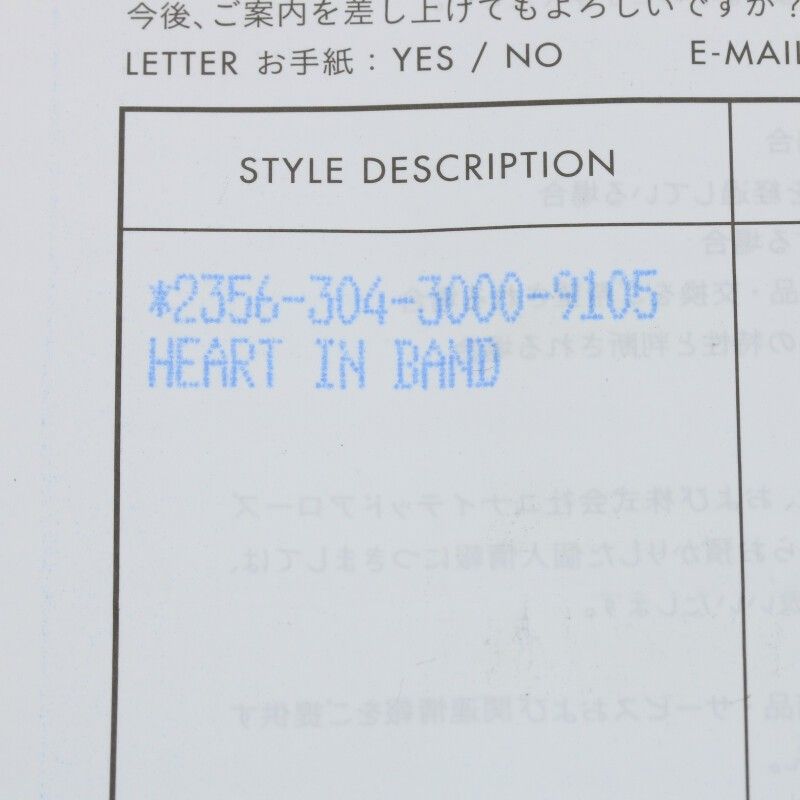 今後、ご案内を差し上げてもよろしいですか?
LETTER お手紙 : YES / NO E-MAIL
STYLE DESCRIPTION
*2356-304-3000-9105
HEART IN BAND